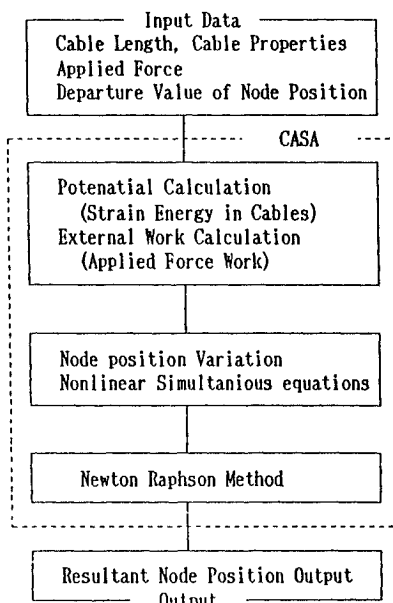 Input Data
Cable Length, Cable Properties
Applied Force
Departure Value of Node Position
CASA
Potenatial Calculation
(Strain Energy in Cables)
External Work Calculation
(Applied Force Work)
Node position Variation
Nonlinear Simultanious equations
Newton Raphson Method
Resultant Node Position Output
Output